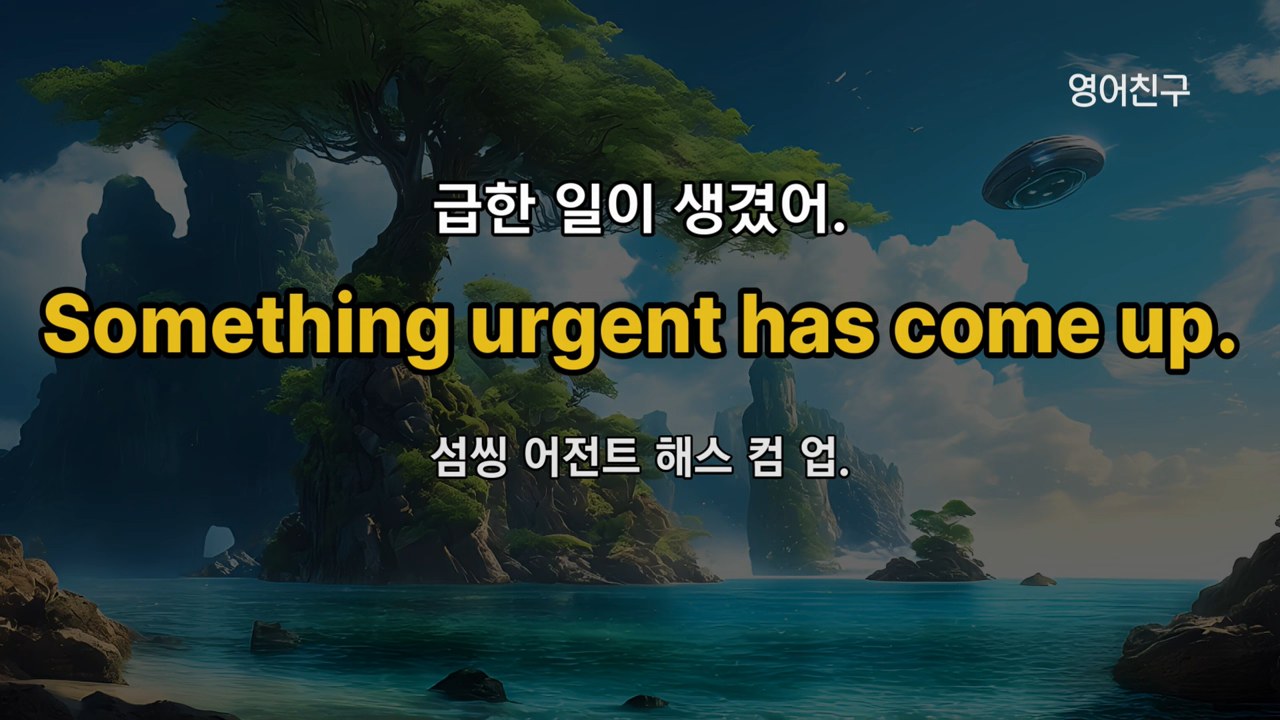 영어친구
급한 일이 생겼어.
Something urgent has come up.
섬씽 어전트 해스 컴 업.